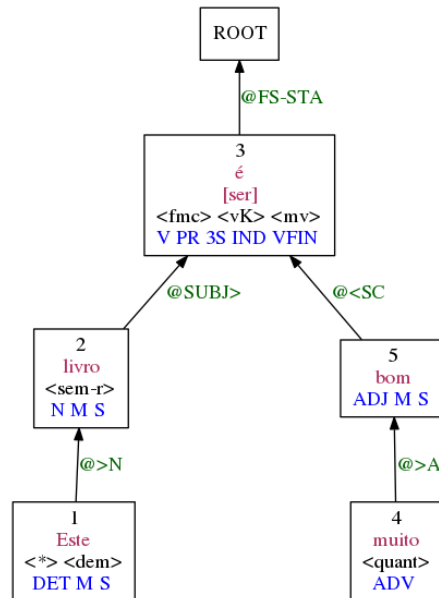 ROOT
@FS-STA
3
é
[ser]
<fmc> <vK> <mv>
V PR 3S IND VFIN
@SUBJ>
@<SC
2
livro
<sem-r>
N M S
5
bom
ADJ M S
@>N
@>A
1
Este
<*> <dem>
DET M S
4
muito
<quant>
ADV